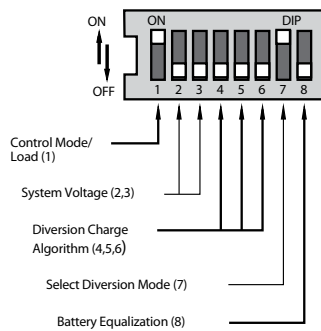 ON
ON DIP
OFF
1 2 3 4 5 6 7 8
Control Mode/
Load (1)
System Voltage (2,3)
Diversion Charge
Algorithm (4,5,6)
Select Diversion Mode (7)
Battery Equalization (8)